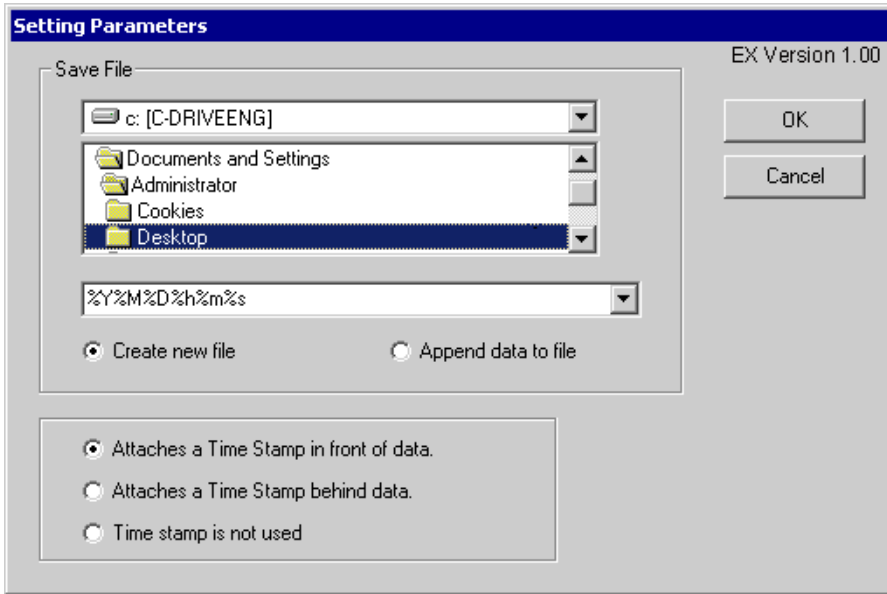 Setting Parameters
EX Version 1.00
Save File
c: [C-DRIVEENG]
OK
Documents and Settings
Administrator
Cancel
Cookies
Desktop
%Y%M%D%h%m%s
Create new file
Append data to file
Attaches a Time Stamp in front of data.
Attaches a Time Stamp behind data.
Time stamp is not used